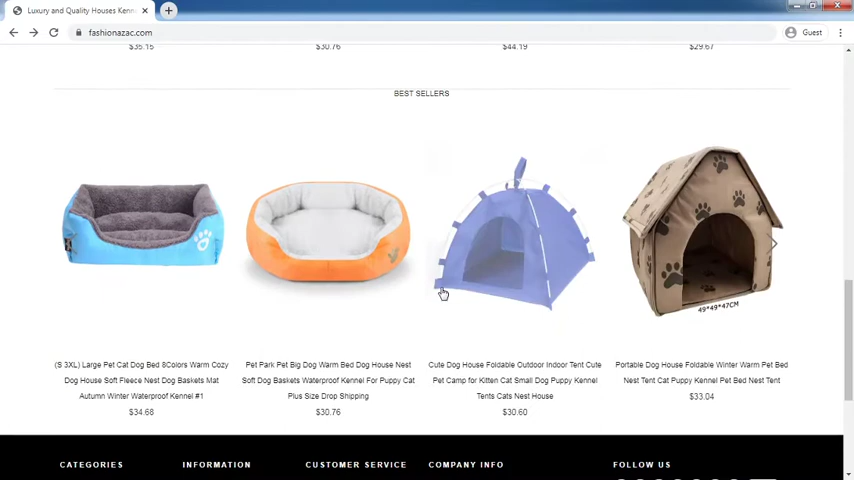 Luxury and Quality Houses Kenn
fashionazac.com
Guest
$35.15
$30.76
$44.19
$29.67
BEST SELLERS
49*49*47CM
(S 3XL) Large Pet Cat Dog Bed 8Colors Warm Cozy
Dog House Soft Fleece Nest Dog Baskets Mat
Autumn Winter Waterproof Kennel #1
$34.68
Pet Park Pet Big Dog Warm Bed Dog House Nest
Soft Dog Baskets Waterproof Kennel For Puppy Cat
Plus Size Drop Shipping
$30.76
Cute Dog House Foldable Outdoor Indoor Tent Cute
Pet Camp for Kitten Cat Small Dog Puppy Kennel
Tents Cats Nest House
$30.60
Portable Dog House Foldable Winter Warm Pet Bed
Nest Tent Cat Puppy Kennel Pet Bed Nest Tent
$33.04
CATEGORIES
INFORMATION
CUSTOMER SERVICE
COMPANY INFO
FOLLOW US